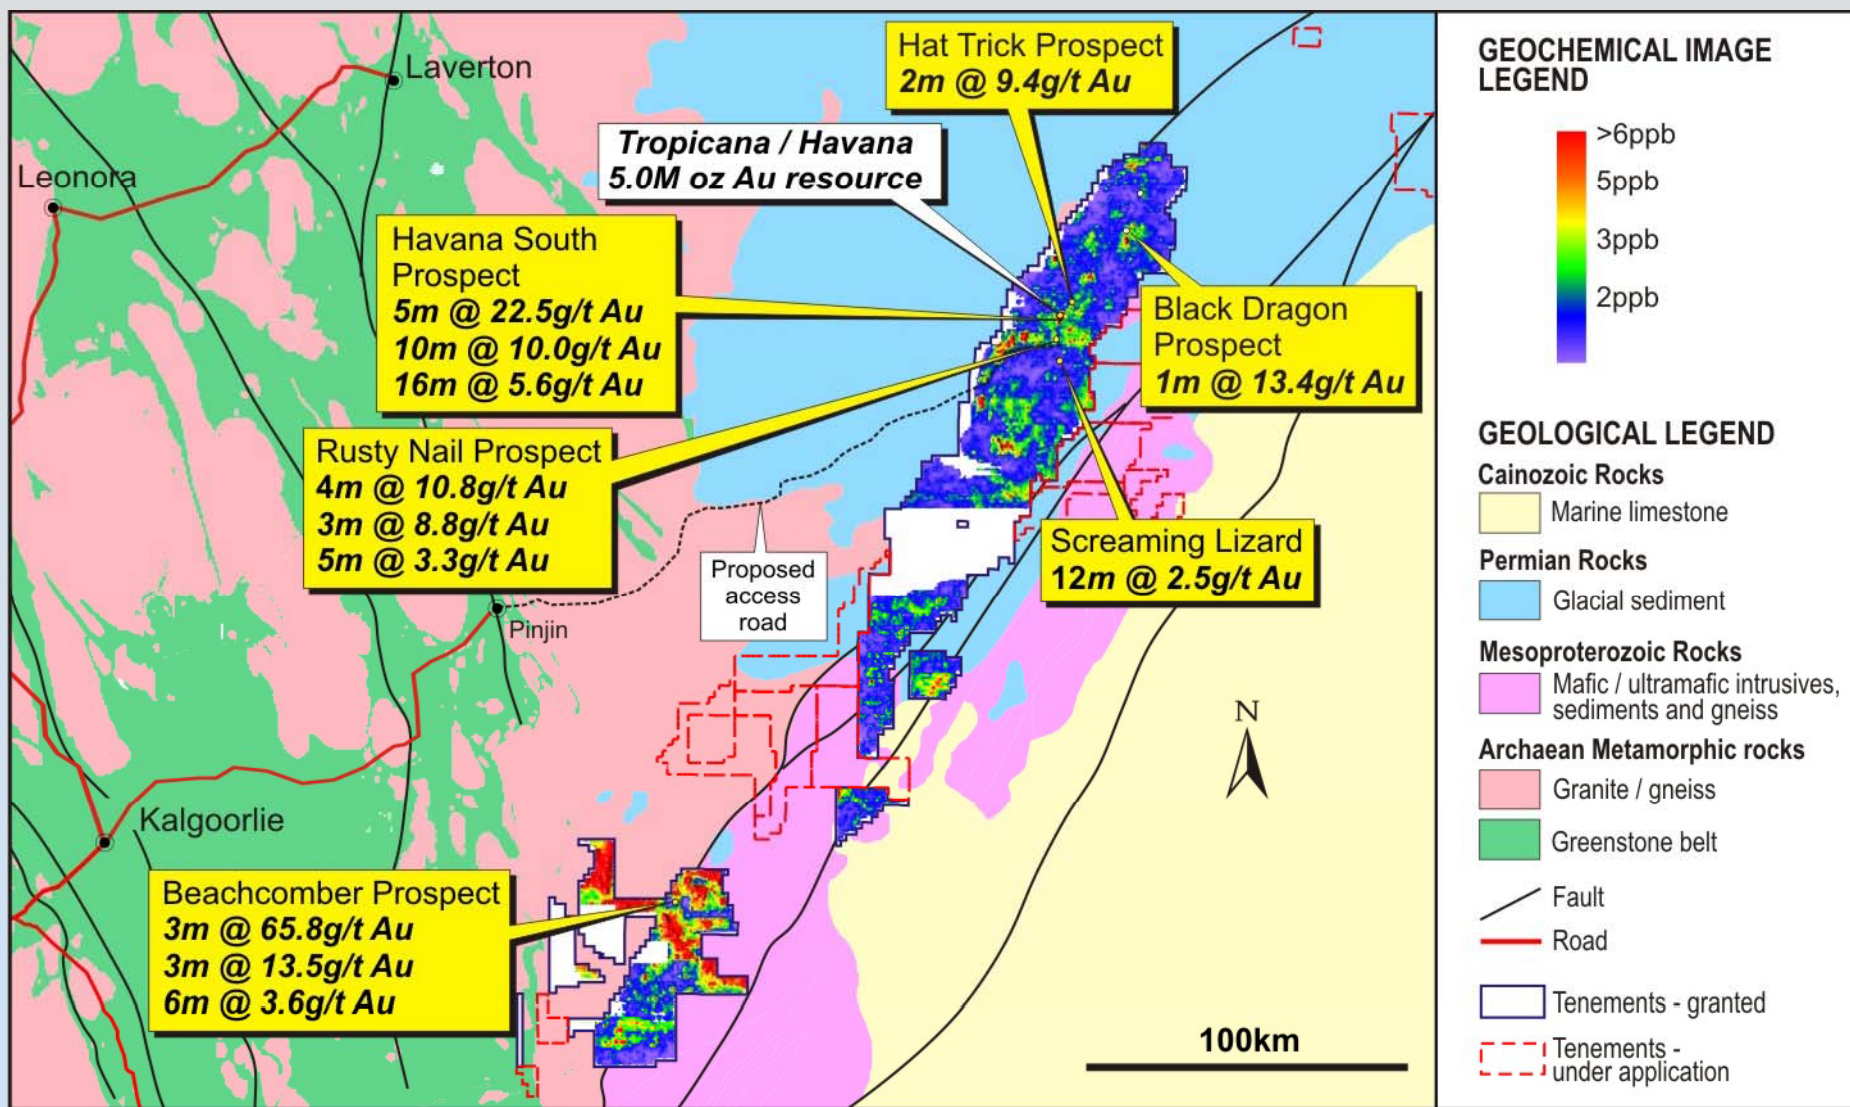 Laverton
Leonora
Hat Trick Prospect
2m @ 9.4g/t Au
Tropicana / Havana
5.0M oz Au resource
Havana South
Prospect
5m @ 22.5g/t Au
10m @ 10.0g/t Au
16m @ 5.6g/t Au
Black Dragon
Prospect
1m @ 13.4g/t Au
Rusty Nail Prospect
4m @ 10.8g/t Au
3m @ 8.8g/t Au
5m @ 3.3g/t Au
Screaming Lizard
12m @ 2.5g/t Au
Proposed
access
road
Pinjin
N
Kalgoorlie
Beachcomber Prospect
3m @ 65.8g/t Au
3m @ 13.5g/t Au
6m @ 3.6g/t Au
100km
GEOCHEMICAL IMAGE
LEGEND
>6ppb
5ppb
3ppb
2ppb
GEOLOGICAL LEGEND
Cainozoic Rocks
Marine limestone
Permian Rocks
Glacial sediment
Mesoproterozoic Rocks
Mafic / ultramafic intrusives,
sediments and gneiss
Archaean Metamorphic rocks
Granite / gneiss
Greenstone belt
Fault
Road
Tenements - granted
Tenements -
under application